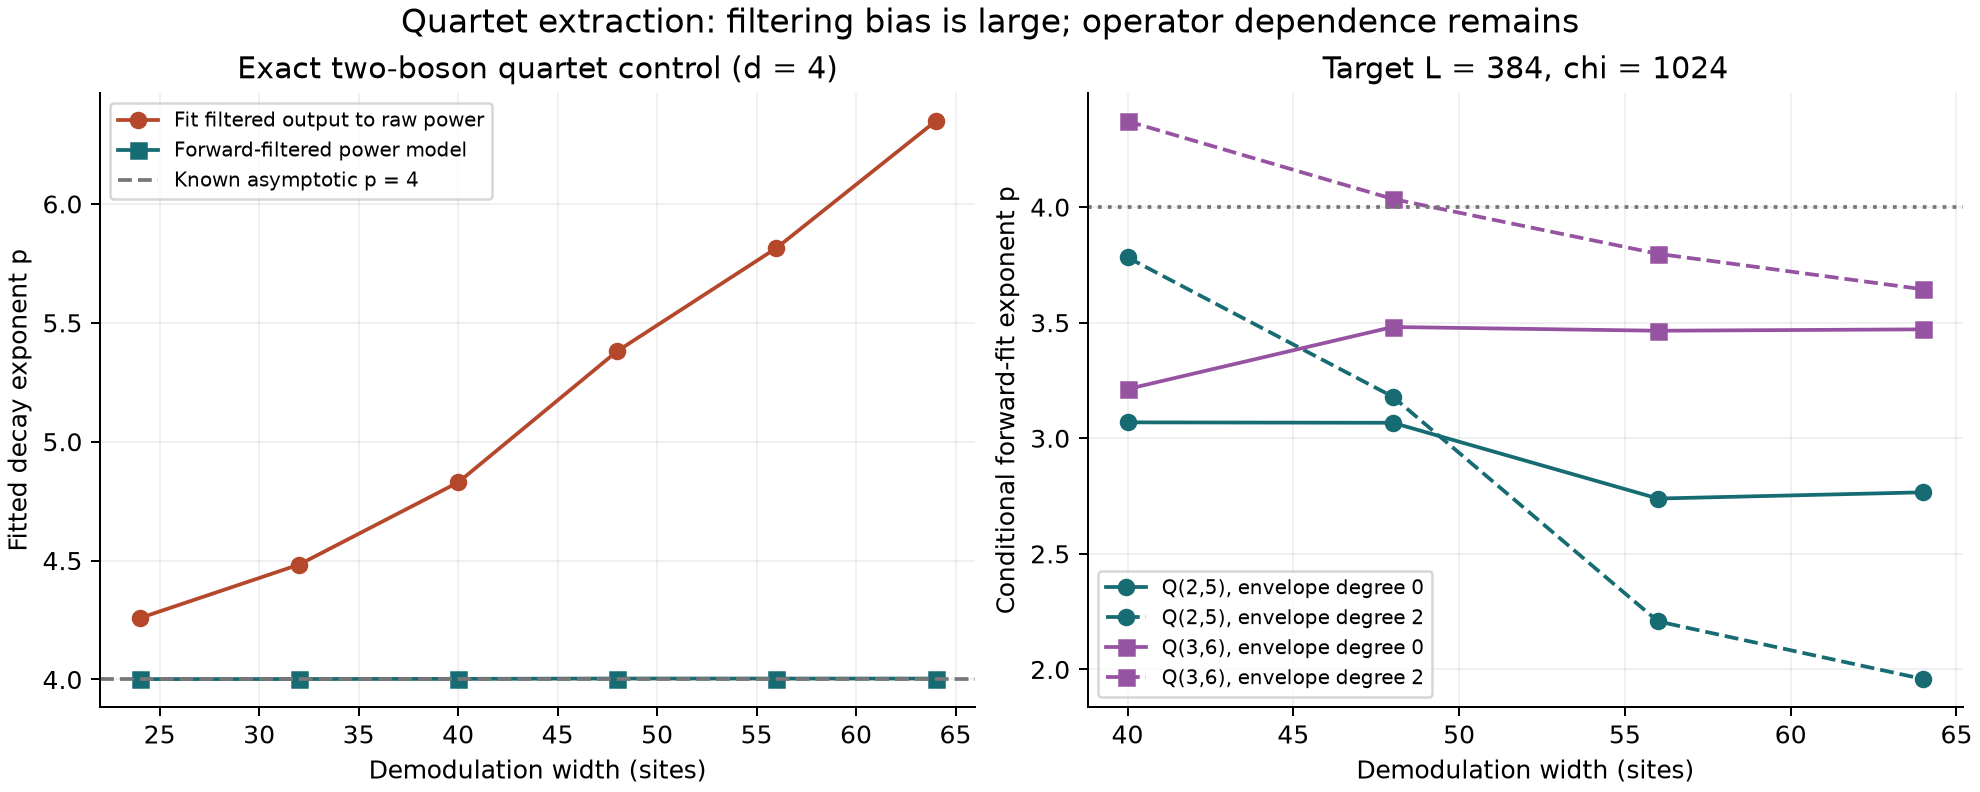 Quartet extraction: filtering bias is large; operator dependence remains
Exact two-boson quartet control (d = 4)
Fit filtered output to raw power
Forward-filtered power model
Known asymptotic p = 4
Fitted decay exponent p
6.0
5.5
5.0
4.5
4.0
25 30 35 40 45 50 55 60 65
Demodulation width (sites)
Target L = 384, chi = 1024
Conditional forward-fit exponent p
4.0
3.5
3.0
2.5
2.0
Q(2,5), envelope degree 0
Q(2,5), envelope degree 2
Q(3,6), envelope degree 0
Q(3,6), envelope degree 2
40 45 50 55 60 65
Demodulation width (sites)